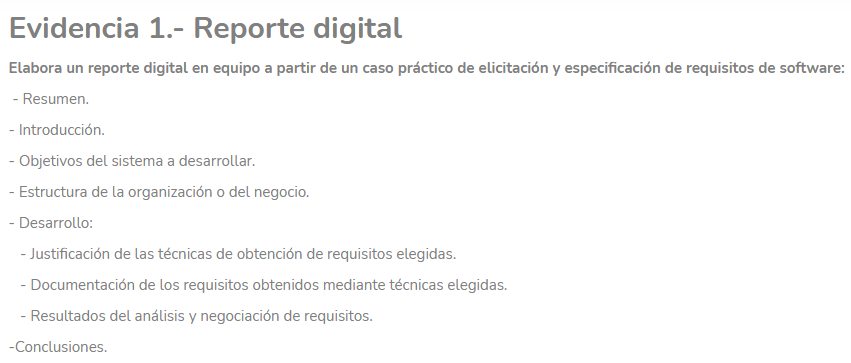 Evidencia 1.- Reporte digital
Elabora un reporte digital en equipo a partir de un caso práctico de elicitación y especificación de requisitos de software:
- Resumen.
- Introducción.
- Objetivos del sistema a desarrollar.
- Estructura de la organización o del negocio.
- Desarrollo:
- Justificación de las técnicas de obtención de requisitos elegidas.
- Documentación de los requisitos obtenidos mediante técnicas elegidas.
- Resultados del análisis y negociación de requisitos.
-Conclusiones.